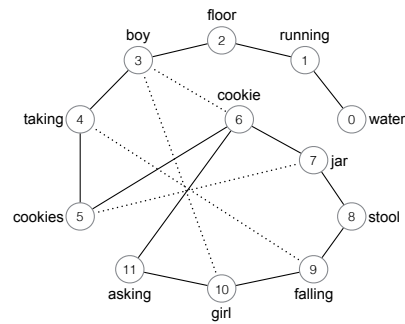 floor
boy
running
2
3
1
cookie
taking
4
6
0
water
7
jar
cookies
5
8
stool
11
10
9
asking
girl
falling